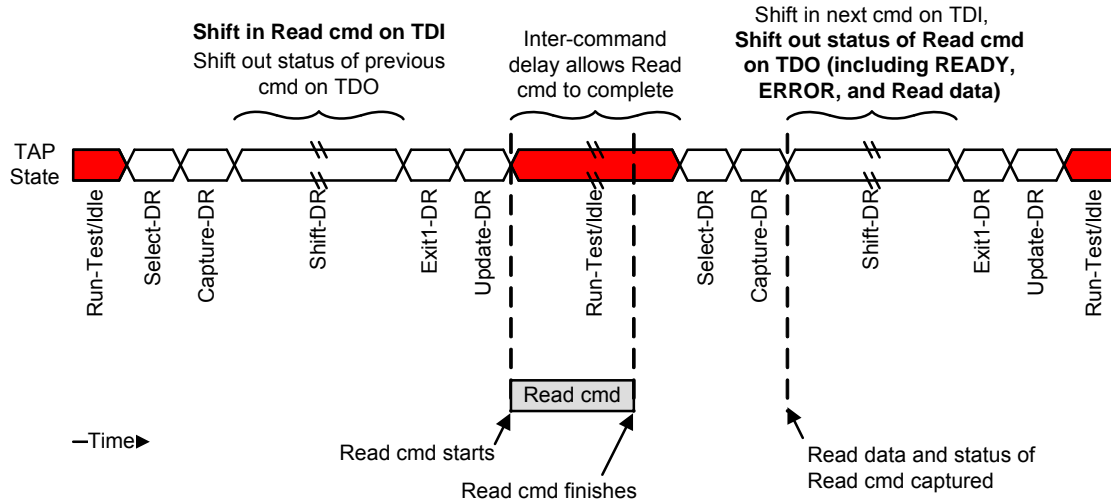 Shift in Read cmd on TDI
Shift out status of previous
cmd on TDO
Inter-command
delay allows Read
cmd to complete
Shift in next cmd on TDI,
Shift out status of Read cmd
on TDO (including READY,
ERROR, and Read data)
TAP
State
Run-Test/Idle
Select-DR
Capture-DR
Shift-DR
Exit1-DR
Update-DR
Run-Test/Idle
Select-DR
Capture-DR
Shift-DR
Exit1-DR
Update-DR
Run-Test/Idle
Read cmd
Time
Read cmd starts
Read cmd finishes
Read data and status of
Read cmd captured